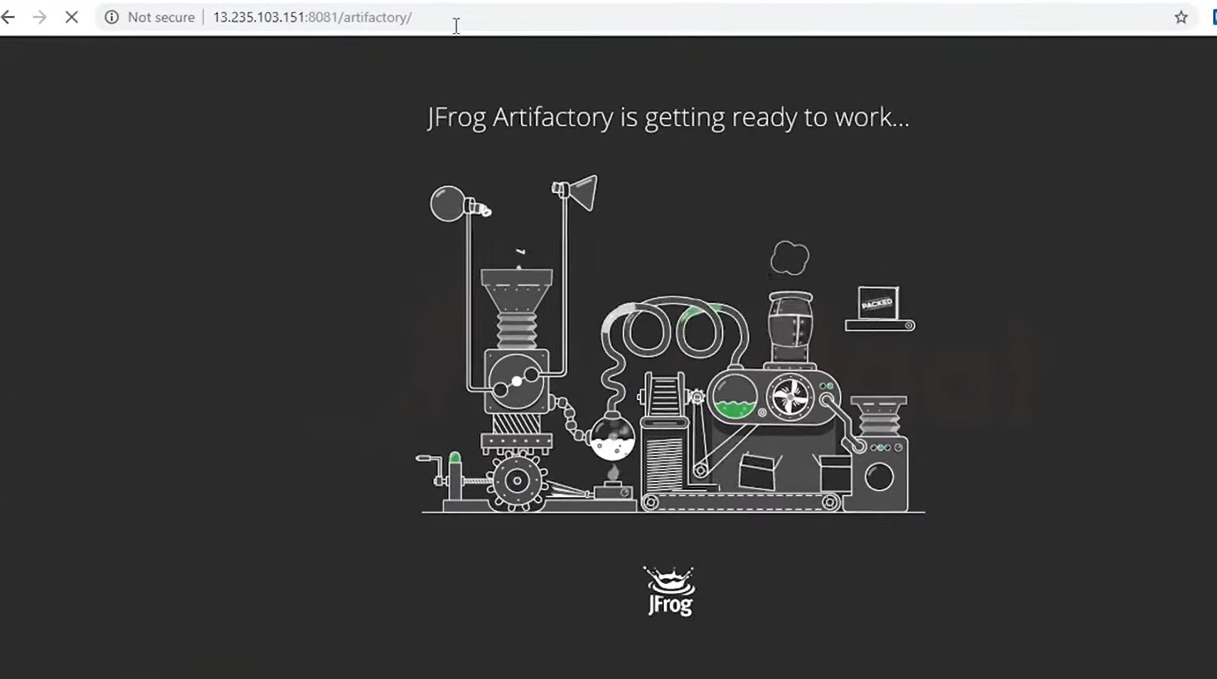 Not secure
13.235.103.151:8081/artifactory/
JFrog Artifactory is getting ready to work...
PACKED
JFrog